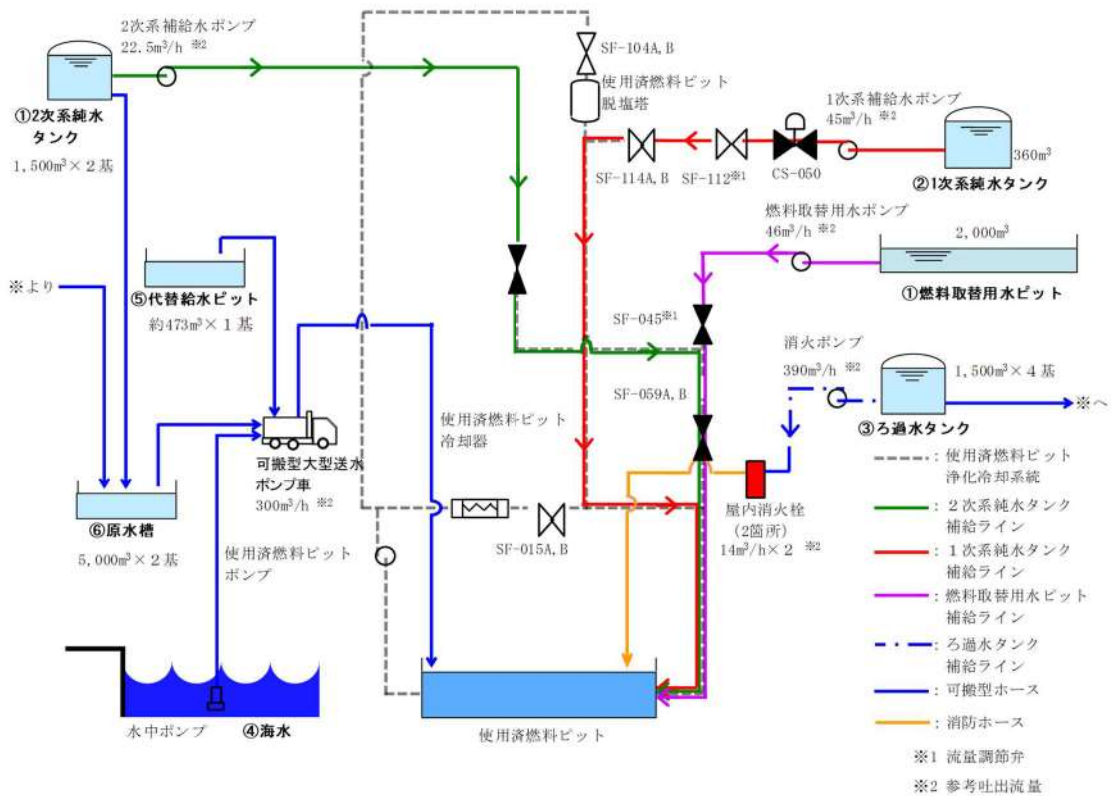 2次系補給水ポンプ
22.5m³/h ※2
①2次系純水
タンク
1,500m³×2基
SF-104A,B
使用済燃料ピット
脱塩塔
1次系補給水ポンプ
45m³/h ※2
360m³
SF-114A,B
SF-112※1
CS-050
②1次系純水タンク
燃料取替用水ポンプ
46m³/h ※2
2,000m³
①燃料取替用水ピット
※より
⑤代替給水ピット
約473m³×1基
SF-045※1
消火ポンプ
390m³/h ※2
1,500m³×4基
※へ
③ろ過水タンク
SF-059A,B
使用済燃料ピット
冷却器
可搬型大型送水
ポンプ車
300m³/h ※2
⑥原水槽
5,000m³×2基
SF-015A,B
屋内消火栓
(2箇所)
14m³/h×2 ※2
使用済燃料ピット
ポンプ
水中ポンプ
④海水
使用済燃料ピット
:使用済燃料ピット
浄化冷却系統
:2次系純水タンク
補給ライン
:1次系純水タンク
補給ライン
:燃料取替用水ピット
補給ライン
:ろ過水タンク
補給ライン
:可搬型ホース
:消防ホース
※1 流量調節弁
※2 参考吐出流量